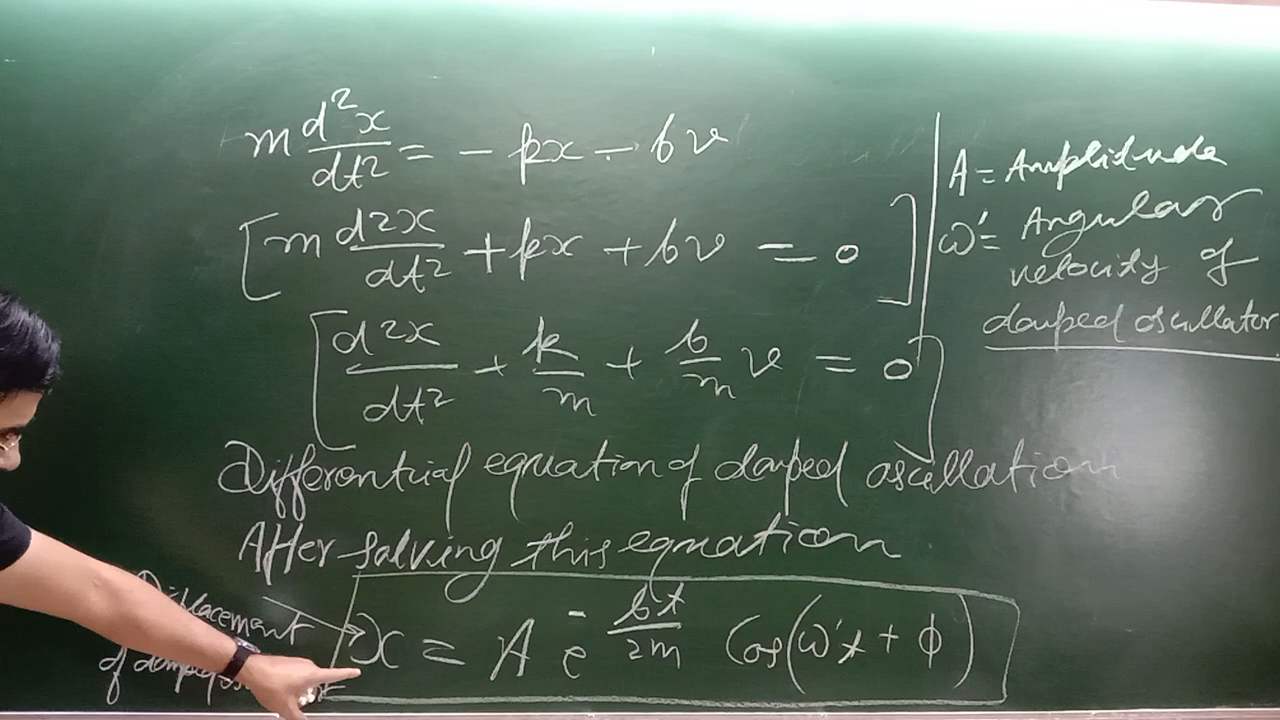 m d²x/dt² = - kx - bv
[m d2x/dt2 + kx + bv = 0]
[d2x/dt2 + k/m + b/m v = 0]
Differential equation of damped oscillation
After solving this equation
x = A e^(-bt/2m) Cos(ω't + φ)
Displacement
of damped
A = Amplitude
ω' = Angular
velocity of
damped oscillator